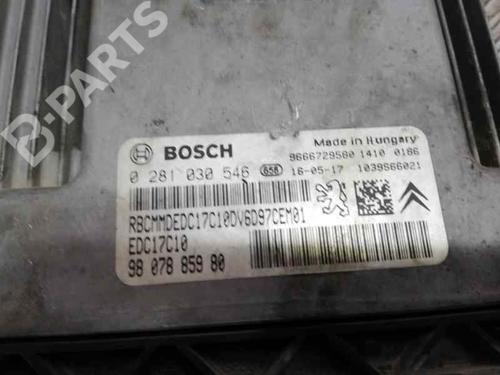 B-PARTS
BOSCH
Made in Hungary
9666729580 1410 0186
0 281 030 546 656 16-05-17 1039S66021
RBCMMDEDC17C10DV6D97CEM01
EDC17C10
98 078 859 80